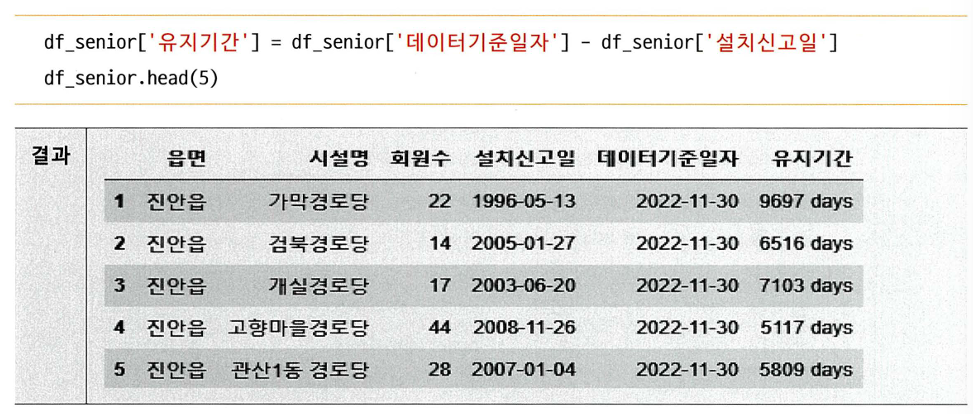 df_senior['유지기간'] = df_senior['데이터기준일자'] - df_senior['설치신고일']
df_senior.head(5)
결과 읍면 시설명 회원수 설치신고일 데이터기준일자 유지기간
1 진안읍 가막경로당 22 1996-05-13 2022-11-30 9697 days
2 진안읍 검북경로당 14 2005-01-27 2022-11-30 6516 days
3 진안읍 개실경로당 17 2003-06-20 2022-11-30 7103 days
4 진안읍 고향마을경로당 44 2008-11-26 2022-11-30 5117 days
5 진안읍 관산1동 경로당 28 2007-01-04 2022-11-30 5809 days